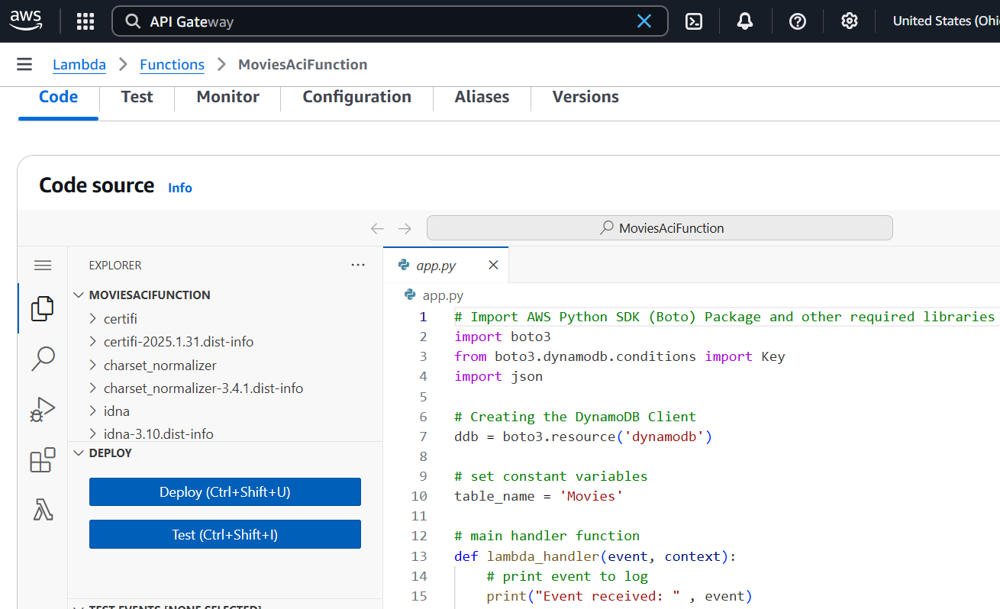 aws
API Gateway
United States (Ohi
Lambda > Functions > MoviesAciFunction
Code Test Monitor Configuration Aliases Versions
Code source Info
MoviesAciFunction
EXPLORER ...
MOVIESACIFUNCTION
certifi
certifi-2025.1.31.dist-info
charset_normalizer
charset_normalizer-3.4.1.dist-info
idna
idna-3.10.dist-info
DEPLOY
Deploy (Ctrl+Shift+U)
Test (Ctrl+Shift+I)
TEST EVENTS [NONE SELECTED]
app.py
app.py
1 # Import AWS Python SDK (Boto) Package and other required libraries
2 import boto3
3 from boto3.dynamodb.conditions import Key
4 import json
5
6 # Creating the DynamoDB Client
7 ddb = boto3.resource('dynamodb')
8
9 # set constant variables
10 table_name = 'Movies'
11
12 # main handler function
13 def lambda_handler(event, context):
14     # print event to log
15     print("Event received: " , event)